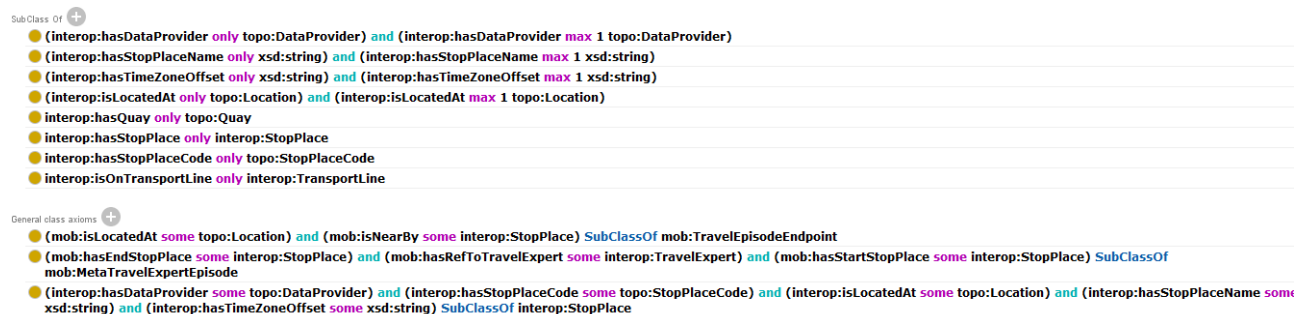 SubClass Of
(interop:hasDataProvider only topo:DataProvider) and (interop:hasDataProvider max 1 topo:DataProvider)
(interop:hasStopPlaceName only xsd:string) and (interop:hasStopPlaceName max 1 xsd:string)
(interop:hasTimeZoneOffset only xsd:string) and (interop:hasTimeZoneOffset max 1 xsd:string)
(interop:isLocatedAt only topo:Location) and (interop:isLocatedAt max 1 topo:Location)
interop:hasQuay only topo:Quay
interop:hasStopPlace only interop:StopPlace
interop:hasStopPlaceCode only topo:StopPlaceCode
interop:isOnTransportLine only interop:TransportLine
General class axioms
(mob:isLocatedAt some topo:Location) and (mob:isNearBy some interop:StopPlace) SubClassOf mob:TravelEpisodeEndpoint
(mob:hasEndStopPlace some interop:StopPlace) and (mob:hasRefToTravelExpert some interop:TravelExpert) and (mob:hasStartStopPlace some interop:StopPlace) SubClassOf
mob:MetaTravelExpertEpisode
(interop:hasDataProvider some topo:DataProvider) and (interop:hasStopPlaceCode some topo:StopPlaceCode) and (interop:isLocatedAt some topo:Location) and (interop:hasStopPlaceName some
xsd:string) and (interop:hasTimeZoneOffset some xsd:string) SubClassOf interop:StopPlace